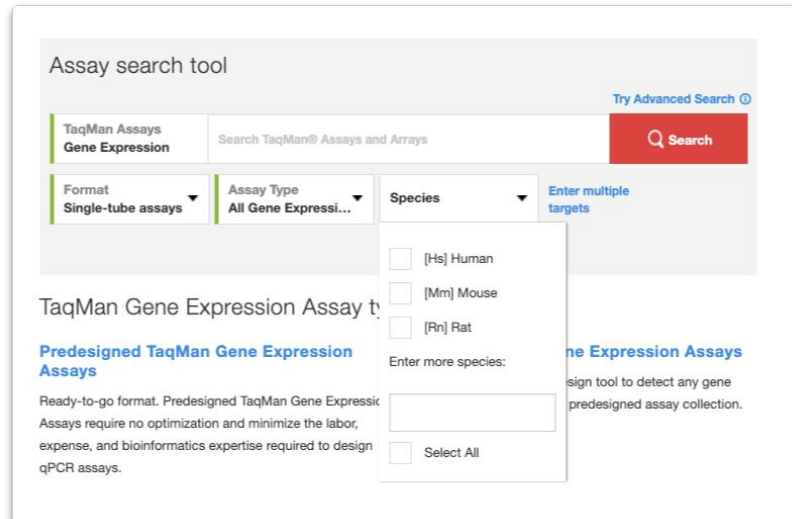 Assay search tool
Try Advanced Search
TaqMan Assays
Gene Expression
Search TaqMan® Assays and Arrays
Search
Format
Single-tube assays
Assay Type
All Gene Expressi...
Species
Enter multiple
targets
[Hs] Human
[Mm] Mouse
[Rn] Rat
Enter more species:
Select All
TaqMan Gene Expression Assay
Predesigned TaqMan Gene Expression
Assays
Ready-to-go format. Predesigned TaqMan Gene
Assays require no optimization and minimize the labor,
expense, and bioinformatics expertise required to design
qPCR assays.
Expression Assays
tool to detect any gene
predesigned assay collection.